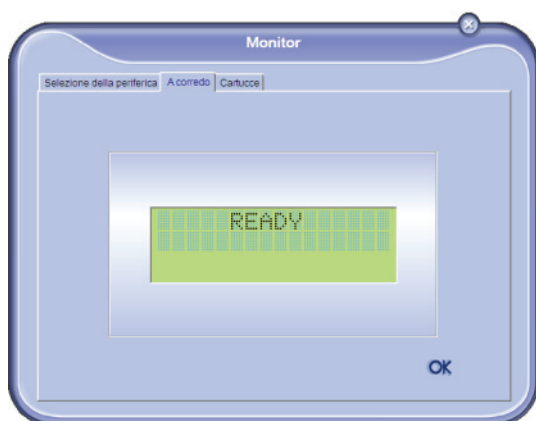 Monitor
Selezione della periferica A corredo Cartucce
READY
OK